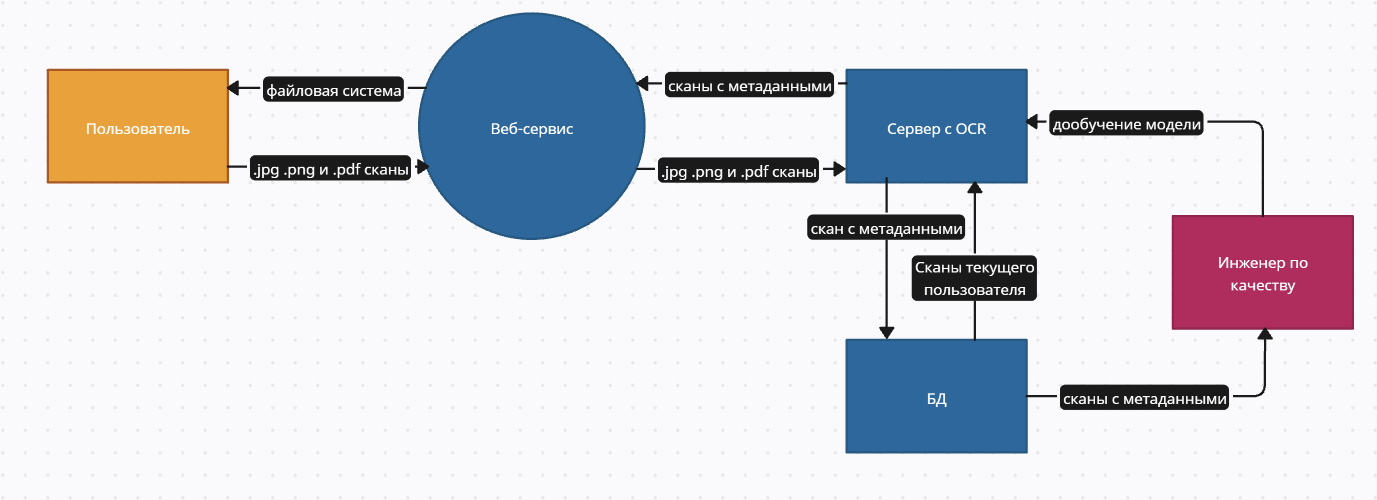 файловая система
сканы с метаданными
Пользователь
Веб-сервис
Сервер с OCR
дообучение модели
.jpg .png и .pdf сканы
.jpg .png и .pdf сканы
скан с метаданными
Сканы текущего
пользователя
Инженер по
качеству
БД
сканы с метаданными